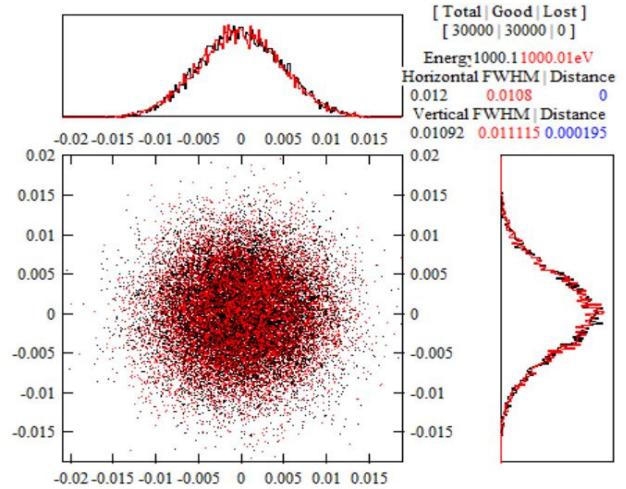 [ Total | Good | Lost ]
[ 30000 | 30000 | 0 ]
Energy1000.11000.01eV
Horizontal FWHM | Distance
0.012 0.0108 0
Vertical FWHM | Distance
0.01092 0.011115 0.000195
-0.02 -0.015 -0.01 -0.005 0 0.005 0.01 0.015
0.02 0.02
0.015 0.015
0.01 0.01
0.005 0.005
0 0
-0.005 -0.005
-0.01 -0.01
-0.015 -0.015
-0.02 -0.015 -0.01 -0.005 0 0.005 0.01 0.015